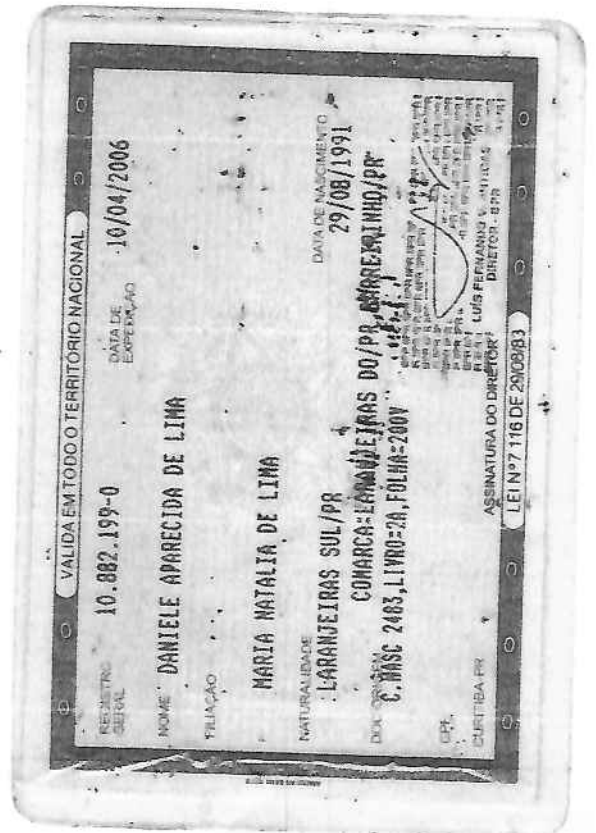 VÁLIDA EM TODO O TERRITÓRIO NACIONAL
REGISTRO GERAL 10.882.199-0 DATA DE EXPEDIÇÃO 10/04/2006
NOME DANIELE APARECIDA DE LIMA
FILIAÇÃO
MARIA NATALIA DE LIMA
NATURALIDADE DATA DE NASCIMENTO
LARANJEIRAS SUL/PR 29/08/1991
DOC. ORIGEM COMARCA=LARANJEIRAS DO/PR,
C.NASC 2483,LIVRO=2A,FOLHA=200V
CPF
CURITIBA-PR
LUÍS FERNANDO V.
DIRETOR - BPR
ASSINATURA DO DIRETOR
LEI Nº 7.116 DE 29/08/83